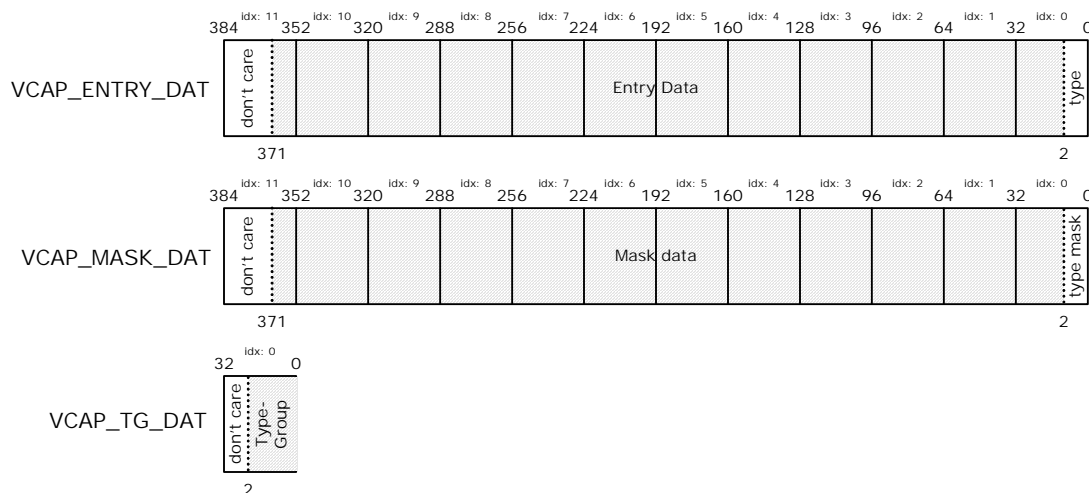 idx: 11 idx: 10 idx: 9 idx: 8 idx: 7 idx: 6 idx: 5 idx: 4 idx: 3 idx: 2 idx: 1 idx: 0
384 352 320 288 256 224 192 160 128 96 64 32 0
VCAP_ENTRY_DAT don't care Entry Data type
371 2
idx: 11 idx: 10 idx: 9 idx: 8 idx: 7 idx: 6 idx: 5 idx: 4 idx: 3 idx: 2 idx: 1 idx: 0
384 352 320 288 256 224 192 160 128 96 64 32 0
VCAP_MASK_DAT don't care Mask data type mask
371 2
idx: 0
32 0
VCAP_TG_DAT don't care Type-
Group
2